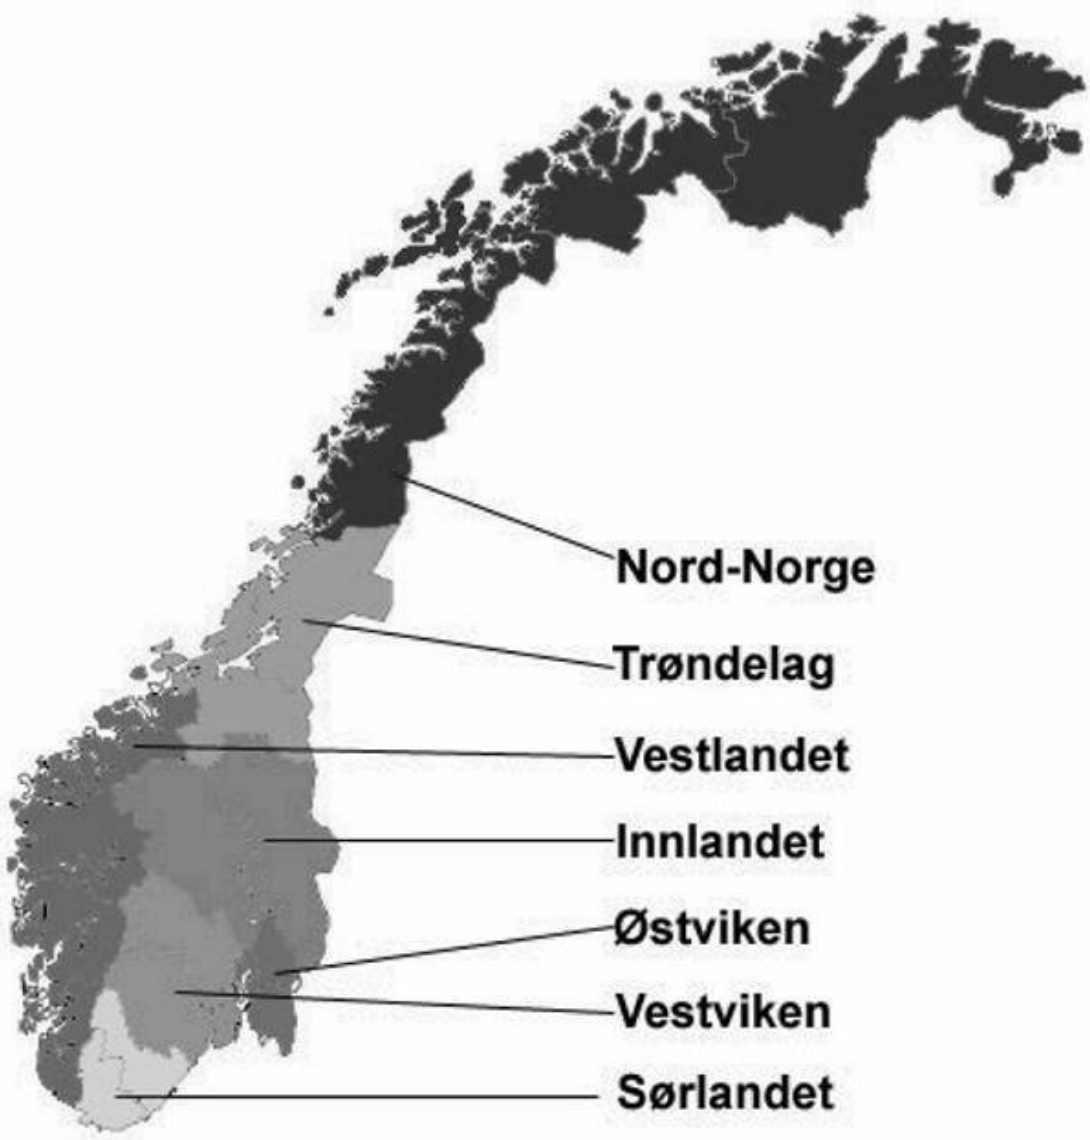 Nord-Norge
Trøndelag
Vestlandet
Innlandet
Østviken
Vestviken
Sørlandet